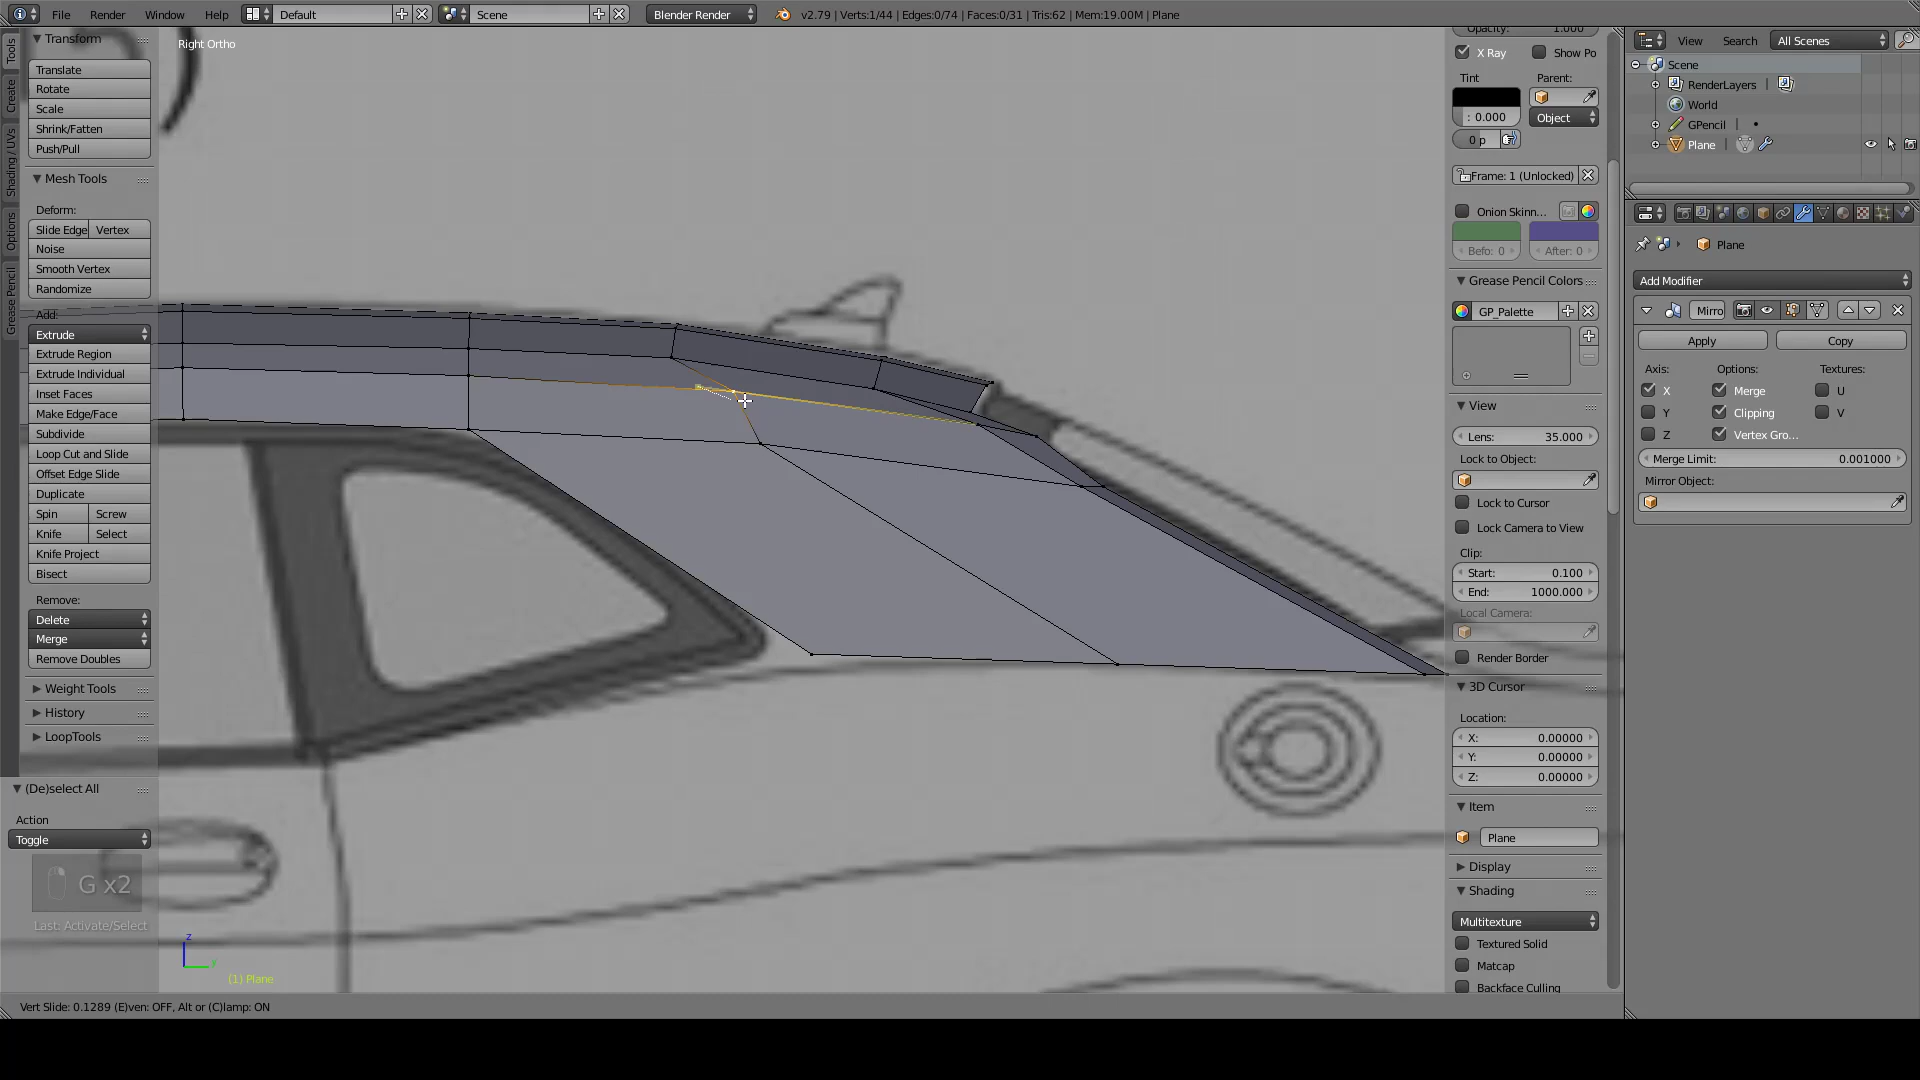 File Render Window Help Default Scene Blender Render v2.79 | Verts:1/44 | Edges:0/74 | Faces:0/31 | Tris:62 | Mem:19.00M | Plane
Tools
Create
Shading / UVs
Options
Grease Pencil
Transform
Translate
Rotate
Scale
Shrink/Fatten
Push/Pull
Mesh Tools
Deform:
Slide Edge Vertex
Noise
Smooth Vertex
Randomize
Add:
Extrude
Extrude Region
Extrude Individual
Inset Faces
Make Edge/Face
Subdivide
Loop Cut and Slide
Offset Edge Slide
Duplicate
Spin Screw
Knife Select
Knife Project
Bisect
Remove:
Delete
Merge
Remove Doubles
Weight Tools
History
LoopTools
(De)select All
Action
Toggle
G x2
Last: Activate/Select
Right Ortho
z
y
(1) Plane
Vert Slide: 0.1289 (E)ven: OFF, Alt or (C)lamp: ON
Opacity: 1.000
X Ray Show Po
Tint Parent:
: 0.000 Object
0 p
Frame: 1 (Unlocked)
Onion Skinn...
Befo: 0 After: 0
Grease Pencil Colors
GP_Palette
View
Lens: 35.000
Lock to Object:
Lock to Cursor
Lock Camera to View
Clip:
Start: 0.100
End: 1000.000
Local Camera:
Render Border
3D Cursor
Location:
X: 0.00000
Y: 0.00000
Z: 0.00000
Item
Plane
Display
Shading
Multitexture
Textured Solid
Matcap
Backface Culling
View Search All Scenes
Scene
RenderLayers |
World
GPencil |
Plane |
Plane
Add Modifier
Mirro
Apply Copy
Axis: Options: Textures:
X Merge U
Y Clipping V
Z Vertex Gro...
Merge Limit: 0.001000
Mirror Object: